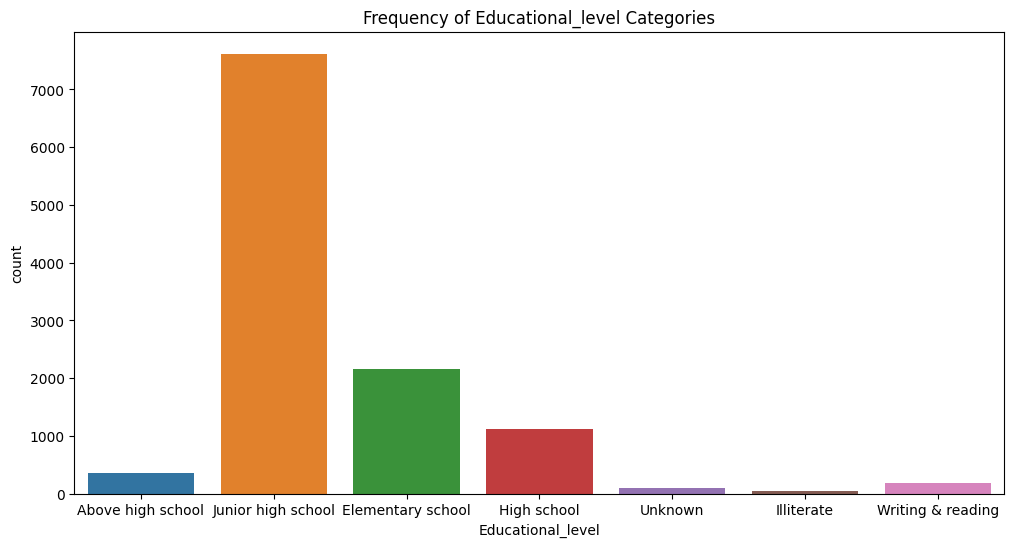 Frequency of Educational_level Categories
7000
6000
5000
4000
3000
2000
1000
0
count
Above high school Junior high school Elementary school High school Unknown Illiterate Writing & reading
Educational_level